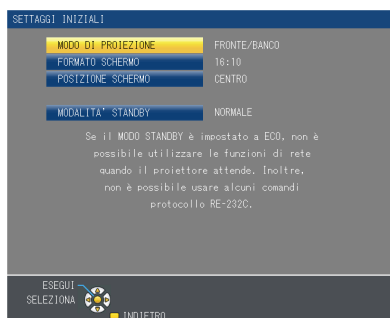 SETTAGGI INIZIALI
MODO DI PROIEZIONE FRONTE/BANCO
FORMATO SCHERMO 16:10
POSIZIONE SCHERMO CENTRO
MODALITA' STANDBY NORMALE
Se il MODO STANDBY è impostato a ECO, non è
possibile utilizzare le funzioni di rete
quando il proiettore attende. Inoltre,
non è possibile usare alcuni comandi
protocollo RE-232C.
ESEGUI
SELEZIONA
INDIETRO